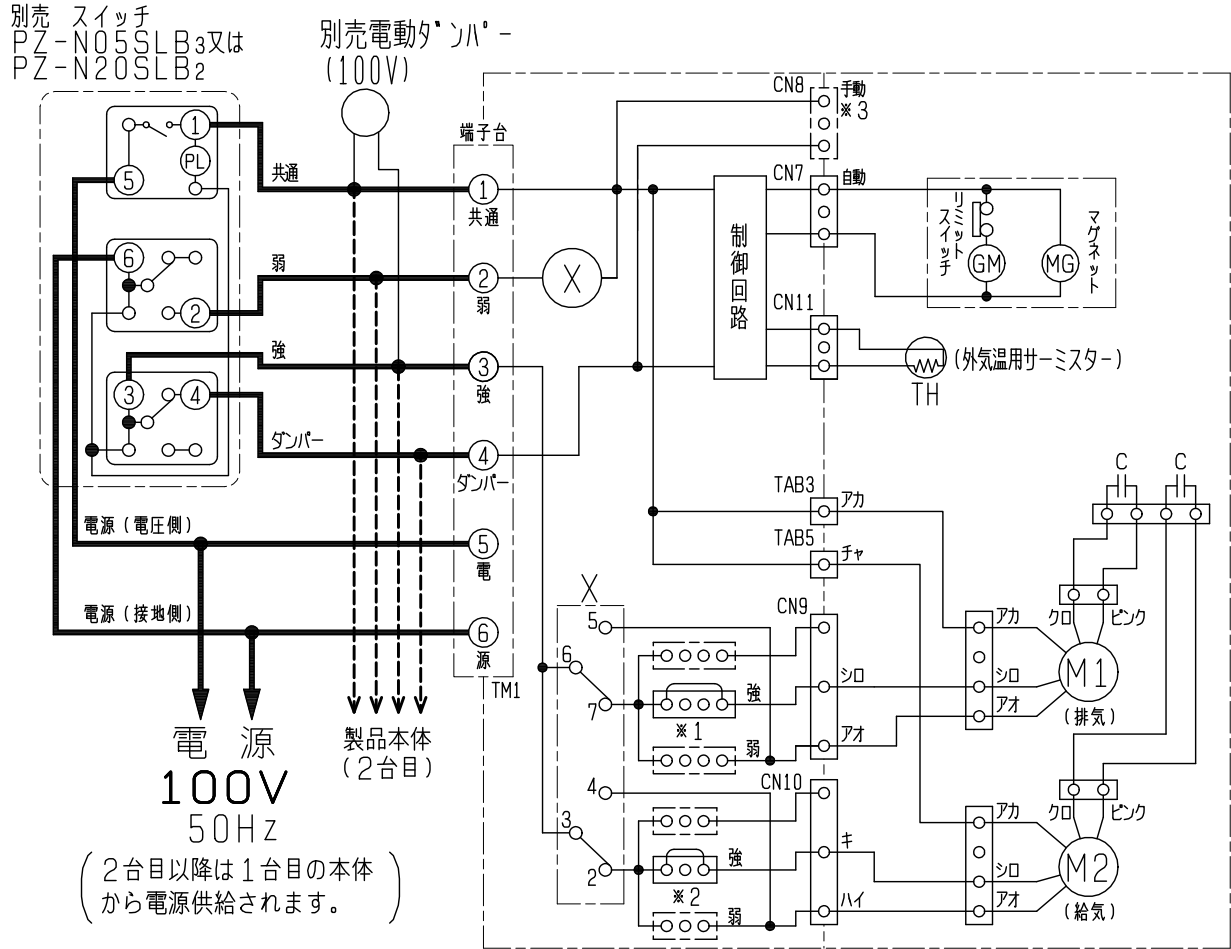 別売 スイッチ
PZ-N05SLB3又は
PZ-N20SLB2
別売電動ダンパー
(100V)
1
PL
5
6
2
3
4
共通
弱
強
ダンパー
電源(電圧側)
電源(接地側)
電 源
100V
50Hz
(2台目以降は1台目の本体
から電源供給されます。)
製品本体
(2台目)
端子台
1
共通
2
弱
3
強
4
ダンパー
5
電
6
源
TM1
X
制御回路
CN8
手動
※3
CN7
自動
CN11
リミット
スイッチ
GM
MG
マグネット
TH
(外気温用サーミスター)
TAB3
アカ
TAB5
チャ
C
C
X
5
6
7
4
3
2
強
※1
弱
強
※2
弱
CN9
シロ
アオ
CN10
キ
ハイ
クロ
ピンク
アカ
シロ
アオ
M1
(排気)
クロ
ピンク
アカ
シロ
アオ
M2
(給気)